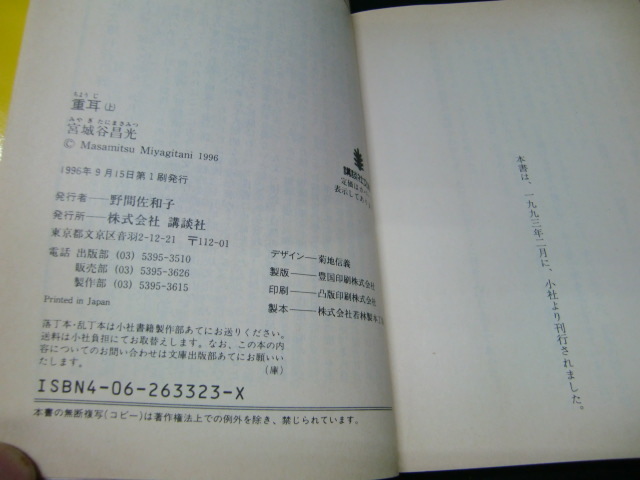 ちょうじ
重耳(上)
みやぎたにまさみつ
宮城谷昌光
© Masamitsu Miyagitani 1996
1996年9月15日第1刷発行
発行者——野間佐和子
発行所——株式会社 講談社
東京都文京区音羽2-12-21 〒112-01
電話 出版部 (03) 5395-3510
販売部 (03) 5395-3626
製作部 (03) 5395-3615
Printed in Japan
落丁本・乱丁本は小社書籍製作部あてにお送りください。
送料は小社負担にてお取替えします。なお、この本の内
容についてのお問い合わせは文庫出版部あてにお願いい
たします。 (庫)
ISBN4-06-263323-X
本書の無断複写(コピー)は著作権法上での例外を除き、禁じられています。
講談社
定価は
表示してあ
デザイン—菊地信義
製版——豊国印刷株式会社
印刷——凸版印刷株式会社
製本——株式会社若林製本
本書は、一九九三年二月に、小社より刊行されました。